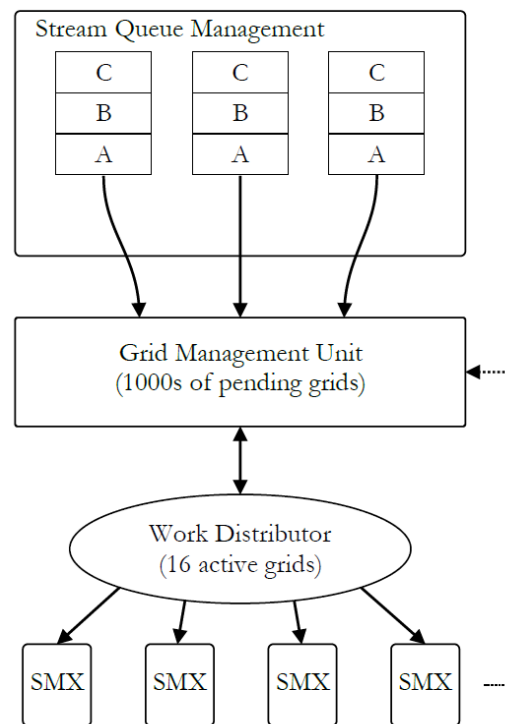 Stream Queue Management
C C C
B B B
A A A
Grid Management Unit
(1000s of pending grids)
Work Distributor
(16 active grids)
SMX SMX SMX SMX